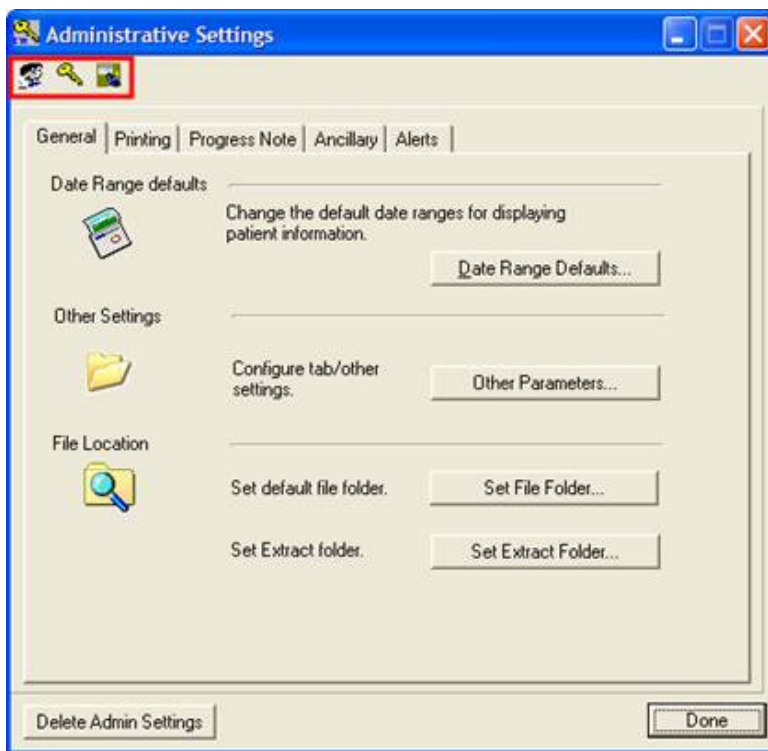 Administrative Settings
General Printing Progress Note Ancillary Alerts
Date Range defaults
Change the default date ranges for displaying
patient information.
Date Range Defaults...
Other Settings
Configure tab/other
settings.
Other Parameters...
File Location
Set default file folder.
Set File Folder...
Set Extract folder.
Set Extract Folder...
Delete Admin Settings
Done